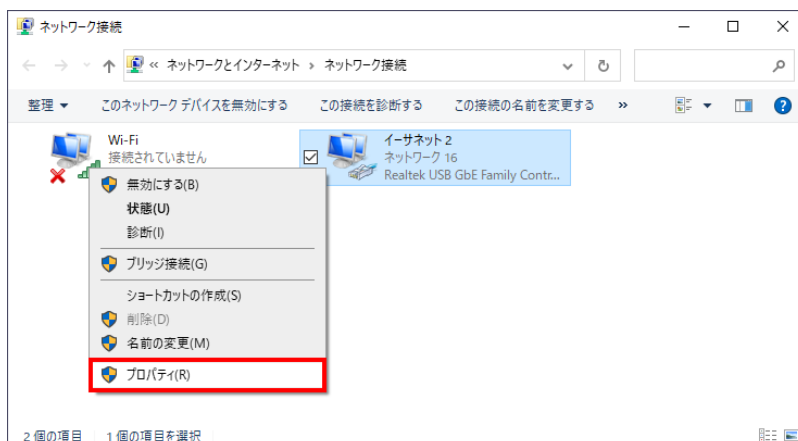 ネットワーク接続
« ネットワークとインターネット › ネットワーク接続
整理 このネットワーク デバイスを無効にする この接続を診断する この接続の名前を変更する »
Wi-Fi
接続されていません
イーサネット 2
ネットワーク 16
Realtek USB GbE Family Contr...
無効にする(B)
状態(U)
診断(I)
ブリッジ接続(G)
ショートカットの作成(S)
削除(D)
名前の変更(M)
プロパティ(R)
2 個の項目 1 個の項目を選択